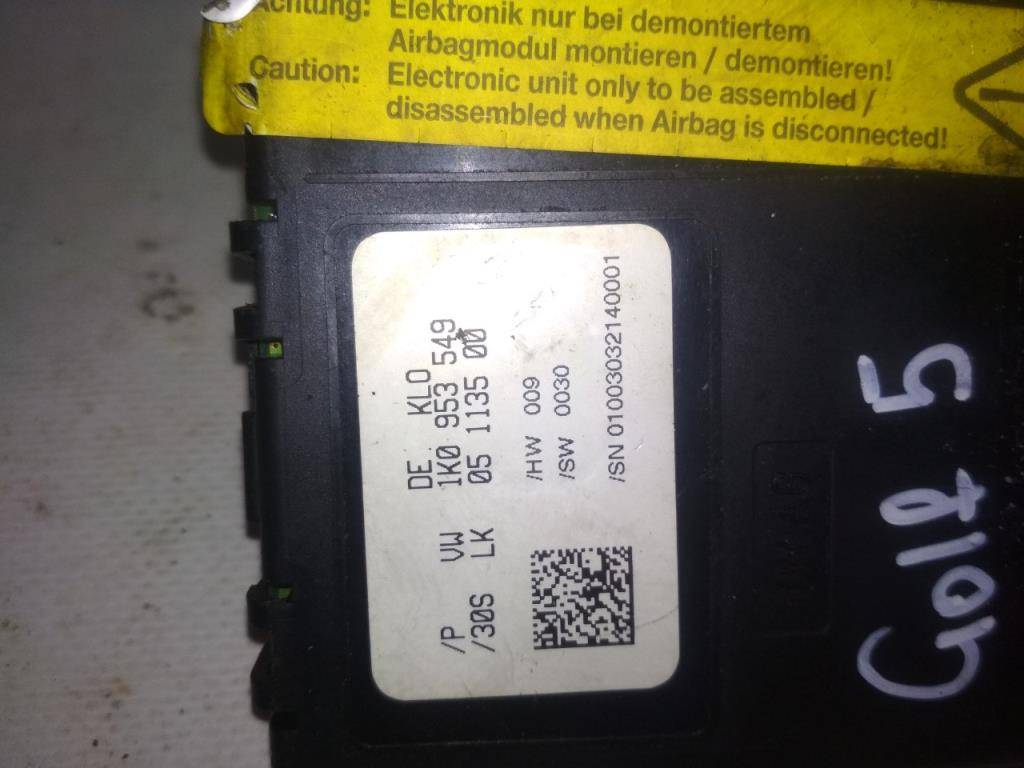 Achtung: Elektronik nur bei demontiertem
Airbagmodul montieren / demontieren!
Caution: Electronic unit only to be assembled /
disassembled when Airbag is disconnected!
DE KLO
/P VW 1K0 953 549
/30S LK 05 1135 00
/HW 009
/SW 0030
/SN 01003032140001
Golf 5